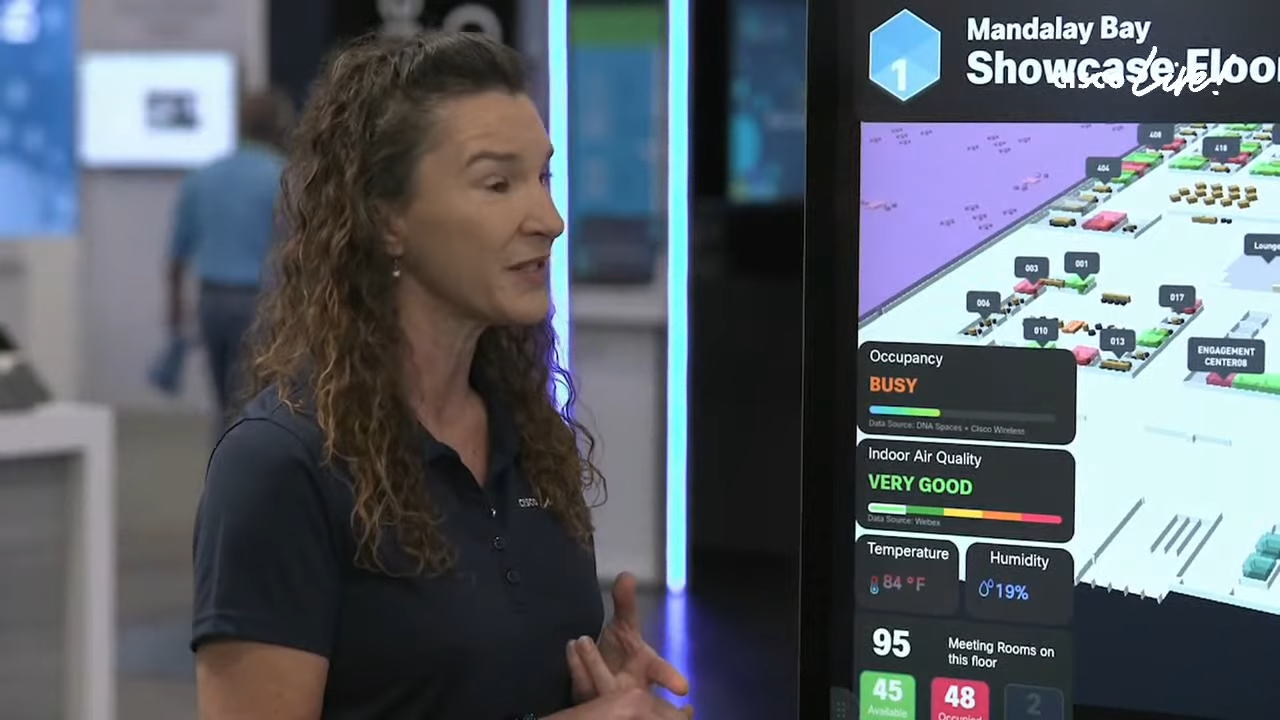 1
Mandalay Bay
Showcase Floor
CISCO Live!
408
418
404
003
001
Lounge
006
017
010
013
ENGAGEMENT
CENTER08
Occupancy
BUSY
Data Source: DNA Spaces + Cisco Wireless
Indoor Air Quality
VERY GOOD
Data Source: Webex
Temperature
84 °F
Humidity
19%
95
Meeting Rooms on
this floor
45
Available
48
Occupied
2
CISCO